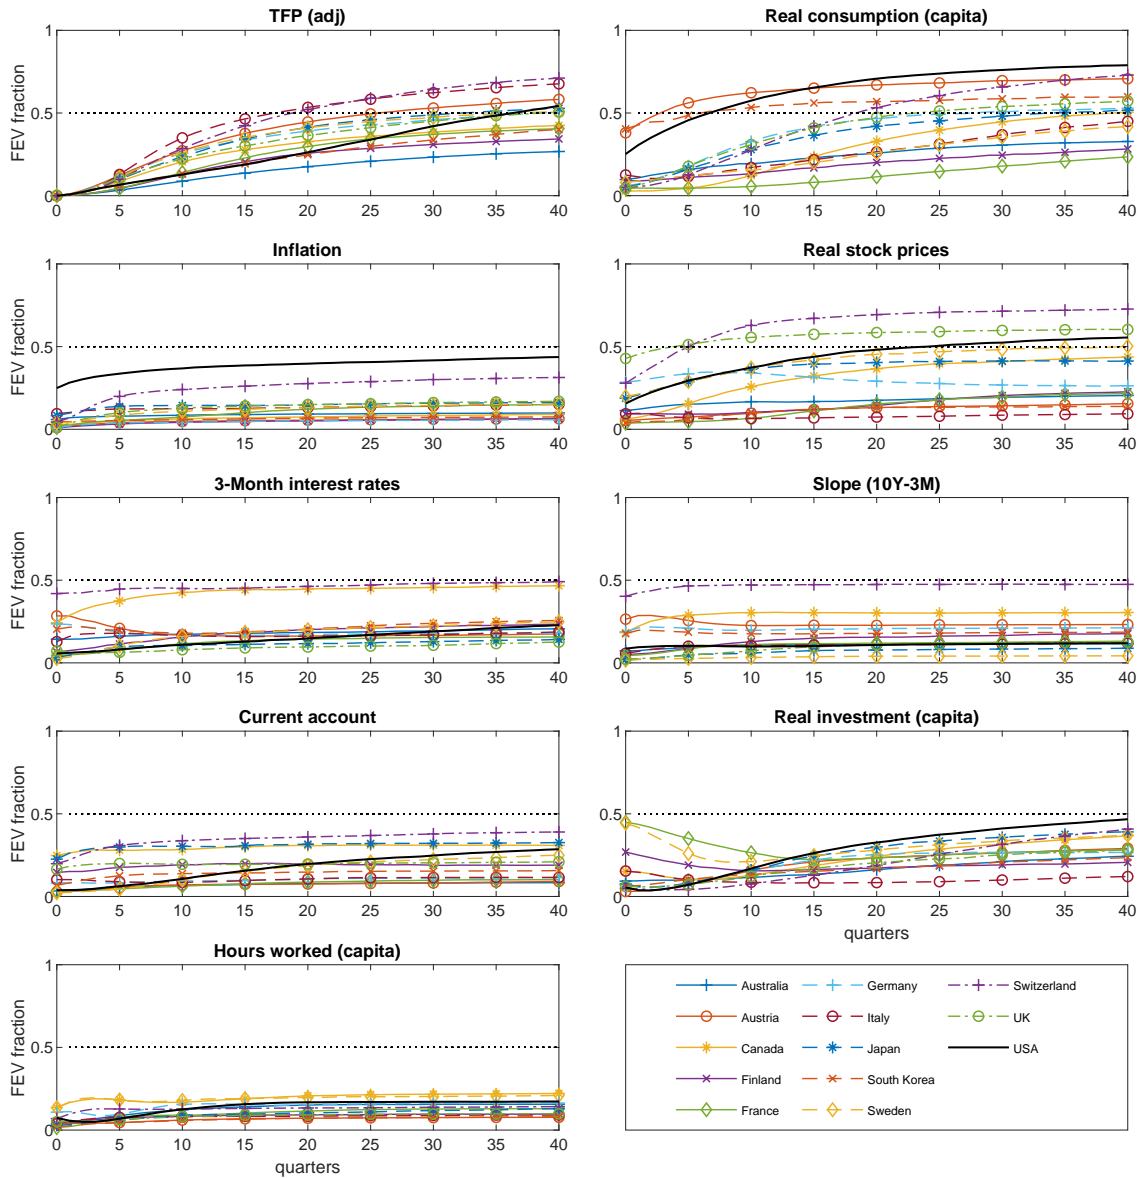 TFP (adj)
1
0.5
0
FEV fraction
0 5 10 15 20 25 30 35 40
Real consumption (capita)
1
0.5
0
0 5 10 15 20 25 30 35 40
Inflation
1
0.5
0
FEV fraction
0 5 10 15 20 25 30 35 40
Real stock prices
1
0.5
0
0 5 10 15 20 25 30 35 40
3-Month interest rates
1
0.5
0
FEV fraction
0 5 10 15 20 25 30 35 40
Slope (10Y-3M)
1
0.5
0
0 5 10 15 20 25 30 35 40
Current account
1
0.5
0
FEV fraction
0 5 10 15 20 25 30 35 40
Real investment (capita)
1
0.5
0
0 5 10 15 20 25 30 35 40
quarters
Hours worked (capita)
1
0.5
0
FEV fraction
0 5 10 15 20 25 30 35 40
quarters
Australia Germany Switzerland
Austria Italy UK
Canada Japan USA
Finland South Korea
France Sweden